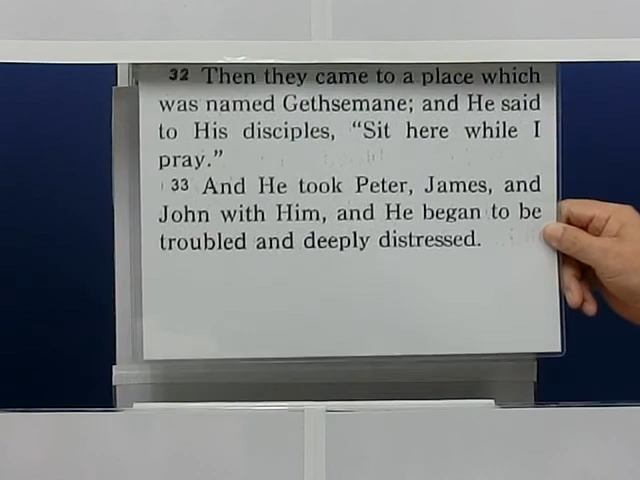 32 Then they came to a place which
was named Gethsemane; and He said
to His disciples, “Sit here while I
pray.”
33 And He took Peter, James, and
John with Him, and He began to be
troubled and deeply distressed.